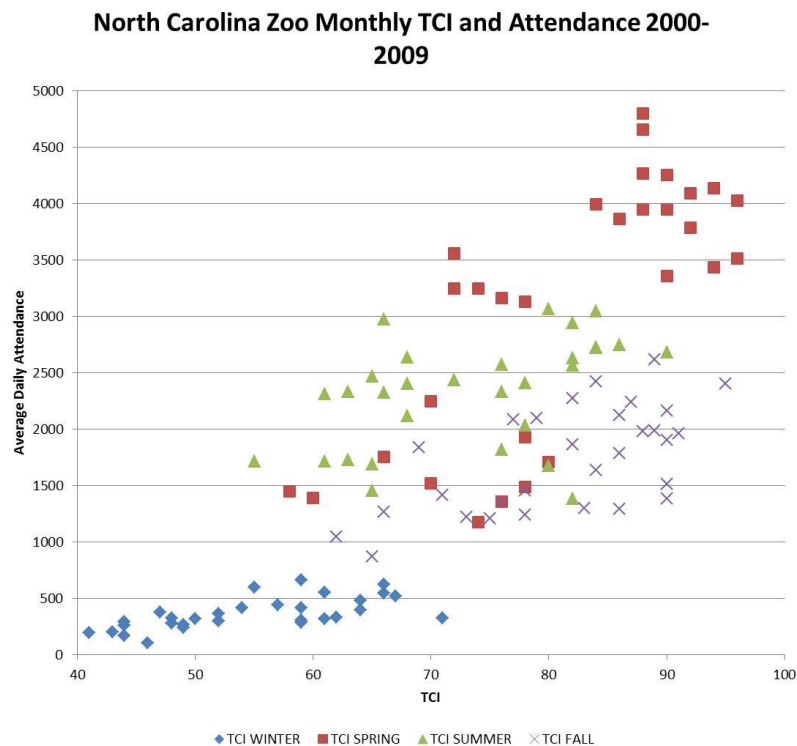 North Carolina Zoo Monthly TCI and Attendance 2000-
2009
5000
4500
4000
3500
3000
2500
2000
1500
1000
500
0
Average Daily Attendance
40 50 60 70 80 90 100
TCI
TCI WINTER TCI SPRING TCI SUMMER TCI FALL